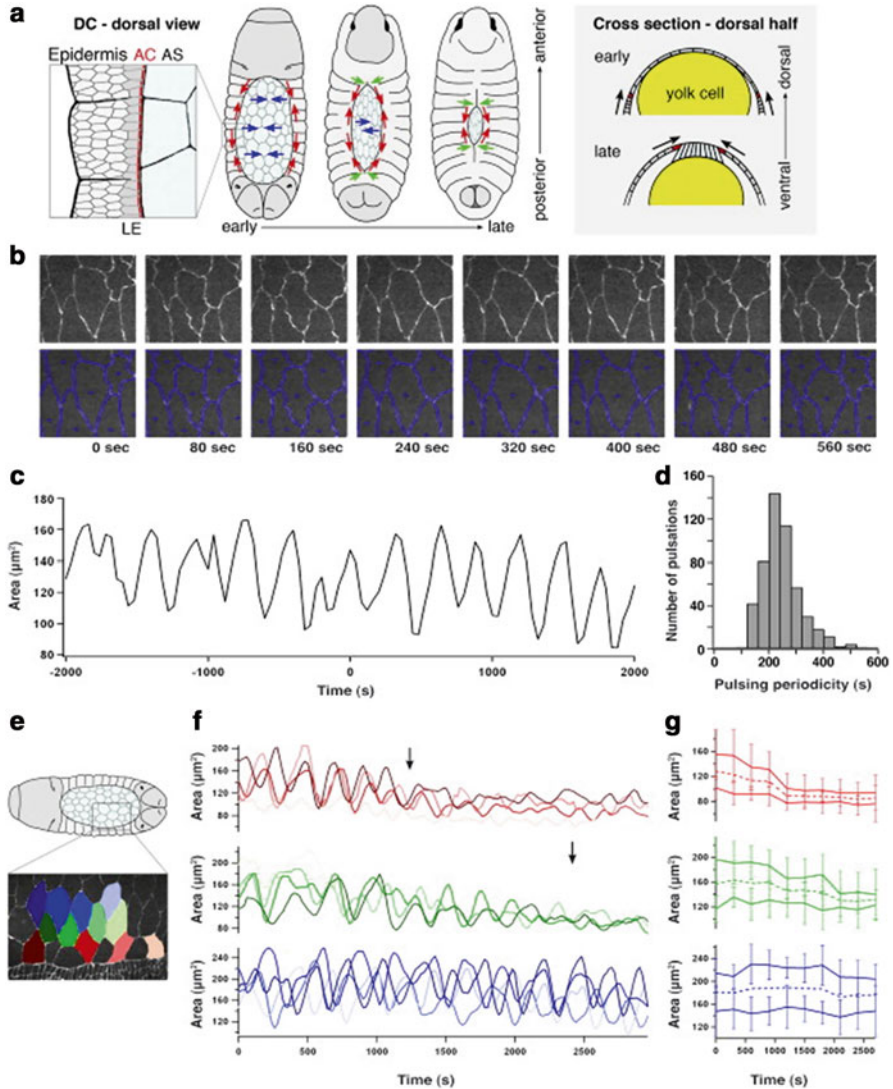 a
DC - dorsal view
Epidermis AC AS
LE
early
late
anterior
posterior
Cross section - dorsal half
early
yolk cell
late
dorsal
ventral
b
0 sec
80 sec
160 sec
240 sec
320 sec
400 sec
480 sec
560 sec
c
Area (µm²)
180
160
140
120
100
80
-2000
-1000
0
1000
2000
Time (s)
d
Number of pulsations
160
120
80
40
0
0
200
400
600
Pulsing periodicity (s)
e
f
Area (µm²)
200
160
120
80
Area (µm²)
200
160
120
80
Area (µm²)
240
200
160
120
0
500
1000
1500
2000
2500
Time (s)
g
Area (µm²)
160
120
80
Area (µm²)
200
160
120
80
Area (µm²)
240
200
160
120
0
500
1000
1500
2000
2500
Time (s)